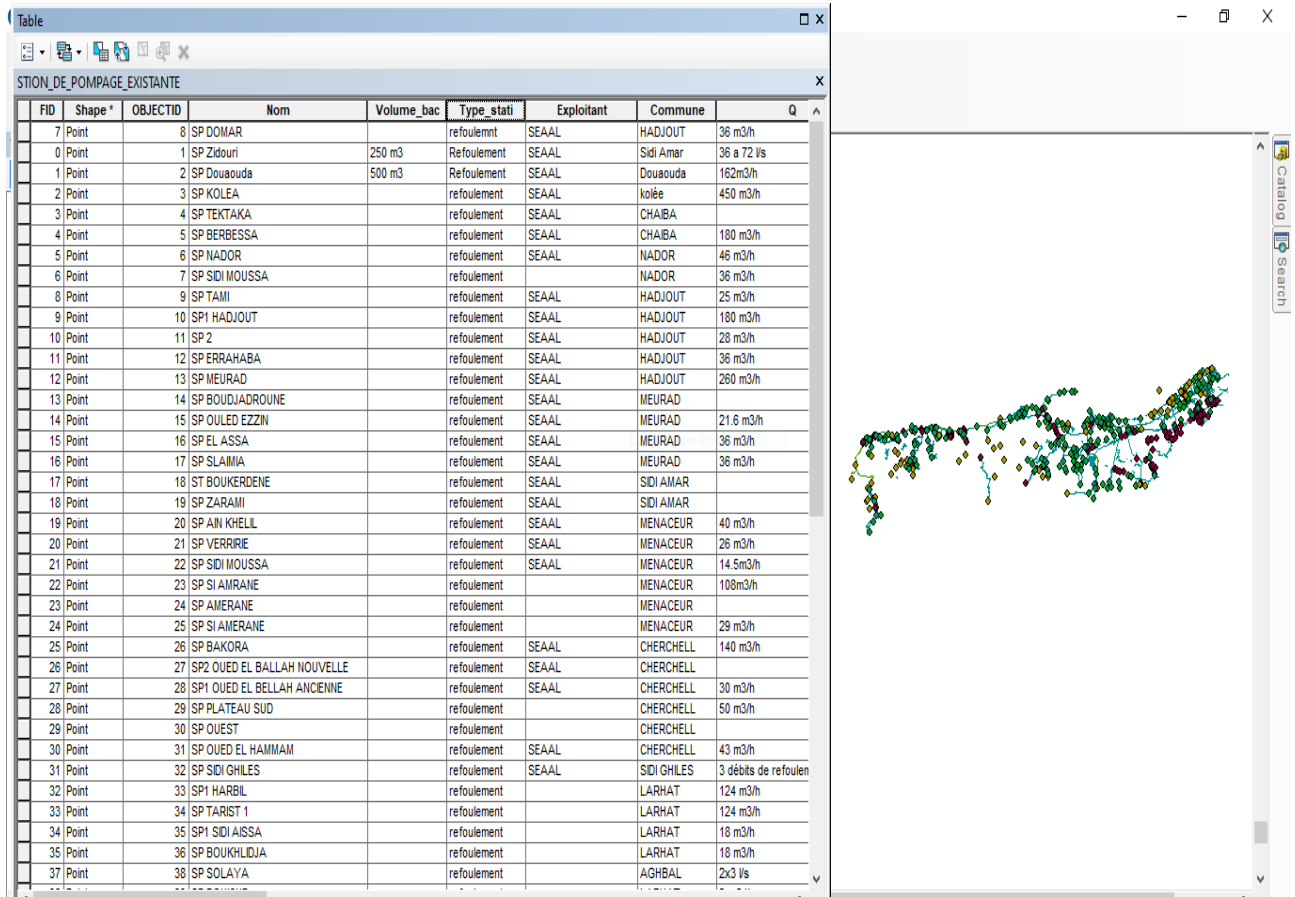 Table
STION_DE_POMPAGE_EXISTANTE
FID Shape * OBJECTID Nom Volume_bac Type_stati Exploitant Commune Q
7 Point 8 SP DOMAR refoulemnt SEAAL HADJOUT 36 m3/h
0 Point 1 SP Zidouri 250 m3 Refoulement SEAAL Sidi Amar 36 a 72 l/s
1 Point 2 SP Douaouda 500 m3 Refoulement SEAAL Douaouda 162m3/h
2 Point 3 SP KOLEA refoulement SEAAL kolée 450 m3/h
3 Point 4 SP TEKTAKA refoulement SEAAL CHAIBA
4 Point 5 SP BERBESSA refoulement SEAAL CHAIBA 180 m3/h
5 Point 6 SP NADOR refoulement SEAAL NADOR 46 m3/h
6 Point 7 SP SIDI MOUSSA refoulement NADOR 36 m3/h
8 Point 9 SP TAMI refoulement SEAAL HADJOUT 25 m3/h
9 Point 10 SP1 HADJOUT refoulement SEAAL HADJOUT 180 m3/h
10 Point 11 SP 2 refoulement SEAAL HADJOUT 28 m3/h
11 Point 12 SP ERRAHABA refoulement SEAAL HADJOUT 36 m3/h
12 Point 13 SP MEURAD refoulement SEAAL HADJOUT 260 m3/h
13 Point 14 SP BOUDJADROUNE refoulement SEAAL MEURAD
14 Point 15 SP OULED EZZIN refoulement SEAAL MEURAD 21.6 m3/h
15 Point 16 SP EL ASSA refoulement SEAAL MEURAD 36 m3/h
16 Point 17 SP SLAIMIA refoulement SEAAL MEURAD 36 m3/h
17 Point 18 ST BOUKERDENE refoulement SEAAL SIDI AMAR
18 Point 19 SP ZARAMI refoulement SEAAL SIDI AMAR
19 Point 20 SP AIN KHELIL refoulement SEAAL MENACEUR 40 m3/h
20 Point 21 SP VERRIRIE refoulement SEAAL MENACEUR 26 m3/h
21 Point 22 SP SIDI MOUSSA refoulement SEAAL MENACEUR 14.5m3/h
22 Point 23 SP SI AMRANE refoulement MENACEUR 108m3/h
23 Point 24 SP AMERANE refoulement MENACEUR
24 Point 25 SP SI AMERANE refoulement MENACEUR 29 m3/h
25 Point 26 SP BAKORA refoulement SEAAL CHERCHELL 140 m3/h
26 Point 27 SP2 OUED EL BALLAH NOUVELLE refoulement SEAAL CHERCHELL
27 Point 28 SP1 OUED EL BELLAH ANCIENNE refoulement SEAAL CHERCHELL 30 m3/h
28 Point 29 SP PLATEAU SUD refoulement CHERCHELL 50 m3/h
29 Point 30 SP OUEST refoulement CHERCHELL
30 Point 31 SP OUED EL HAMMAM refoulement SEAAL CHERCHELL 43 m3/h
31 Point 32 SP SIDI GHILES refoulement SEAAL SIDI GHILES 3 débits de refoulen
32 Point 33 SP1 HARBIL refoulement LARHAT 124 m3/h
33 Point 34 SP TARIST 1 refoulement LARHAT 124 m3/h
34 Point 35 SP1 SIDI AISSA refoulement LARHAT 18 m3/h
35 Point 36 SP BOUKHLIDJA refoulement LARHAT 18 m3/h
37 Point 38 SP SOLAYA refoulement AGHBAL 2x3 l/s
Catalog
Search